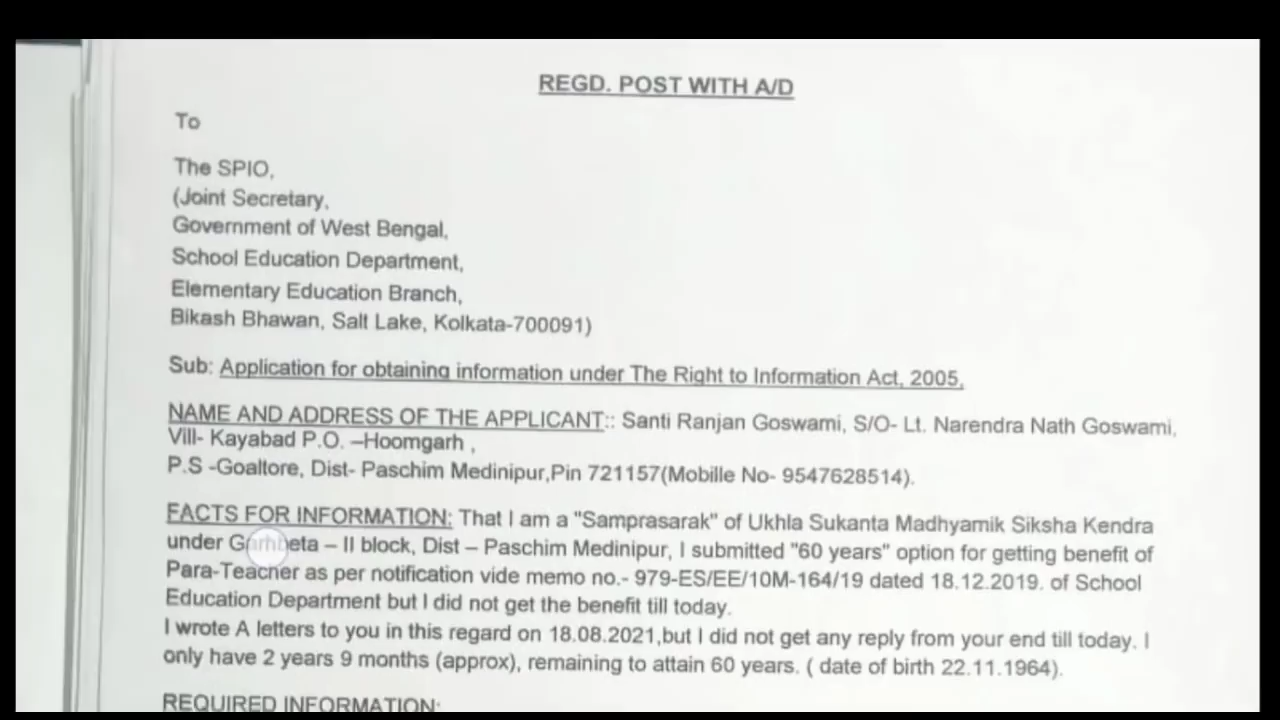 REGD. POST WITH A/D
To
The SPIO,
(Joint Secretary,
Government of West Bengal,
School Education Department,
Elementary Education Branch,
Bikash Bhawan, Salt Lake, Kolkata-700091)
Sub: Application for obtaining information under The Right to Information Act, 2005,
NAME AND ADDRESS OF THE APPLICANT:: Santi Ranjan Goswami, S/O- Lt. Narendra Nath Goswami,
Vill- Kayabad P.O. –Hoomgarh ,
P.S -Goaltore, Dist- Paschim Medinipur,Pin 721157(Mobille No- 9547628514).
FACTS FOR INFORMATION: That I am a "Samprasarak" of Ukhla Sukanta Madhyamik Siksha Kendra
under Garhbeta – II block, Dist – Paschim Medinipur, I submitted "60 years" option for getting benefit of
Para-Teacher as per notification vide memo no.- 979-ES/EE/10M-164/19 dated 18.12.2019. of School
Education Department but I did not get the benefit till today.
I wrote A letters to you in this regard on 18.08.2021,but I did not get any reply from your end till today. I
only have 2 years 9 months (approx), remaining to attain 60 years. ( date of birth 22.11.1964).
REQUIRED INFORMATION: